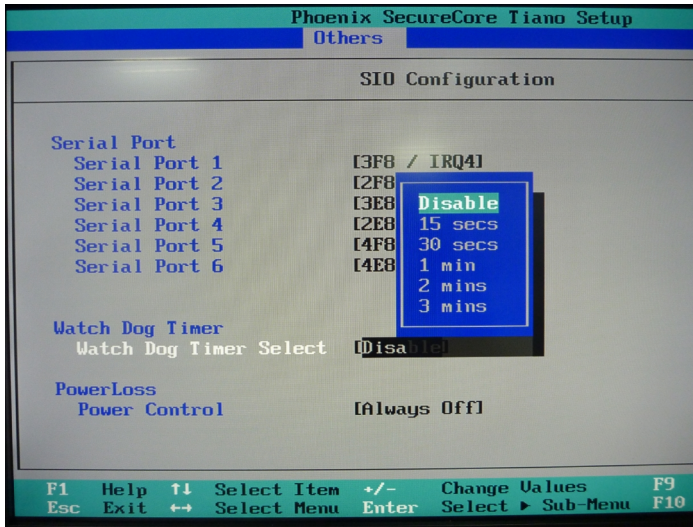 Phoenix SecureCore Tiano Setup
Others
SIO Configuration
Serial Port
Serial Port 1 [3F8 / IRQ4]
Serial Port 2 [2F8
Serial Port 3 [3E8
Serial Port 4 [2E8
Serial Port 5 [4F8
Serial Port 6 [4E8
Disable
15 secs
30 secs
1 min
2 mins
3 mins
Watch Dog Timer
Watch Dog Timer Select [Disable]
PowerLoss
Power Control [Always Off]
F1 Help ↑↓ Select Item +/- Change Values F9
Esc Exit ←→ Select Menu Enter Select ▶ Sub-Menu F10